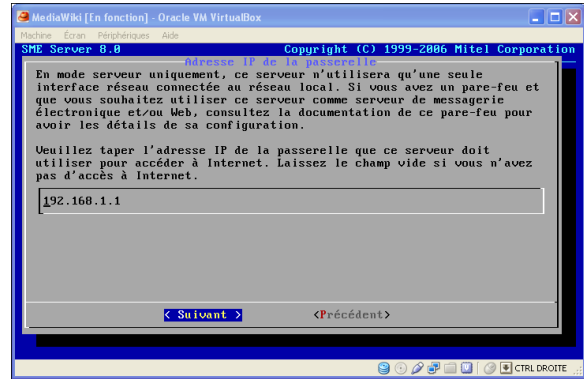 MediaWiki [En fonction] - Oracle VM VirtualBox
Machine Écran Périphériques Aide
SME Server 8.0 Copyright (C) 1999-2006 Mitel Corporation
Adresse IP de la passerelle
En mode serveur uniquement, ce serveur n'utilisera qu'une seule
interface réseau connectée au réseau local. Si vous avez un pare-feu et
que vous souhaitez utiliser ce serveur comme serveur de messagerie
électronique et/ou Web, consultez la documentation de ce pare-feu pour
avoir les détails de sa configuration.
Veuillez taper l'adresse IP de la passerelle que ce serveur doit
utiliser pour accéder à Internet. Laissez le champ vide si vous n'avez
pas d'accès à Internet.
192.168.1.1
< Suivant > <Précédent>
CTRL DROITE